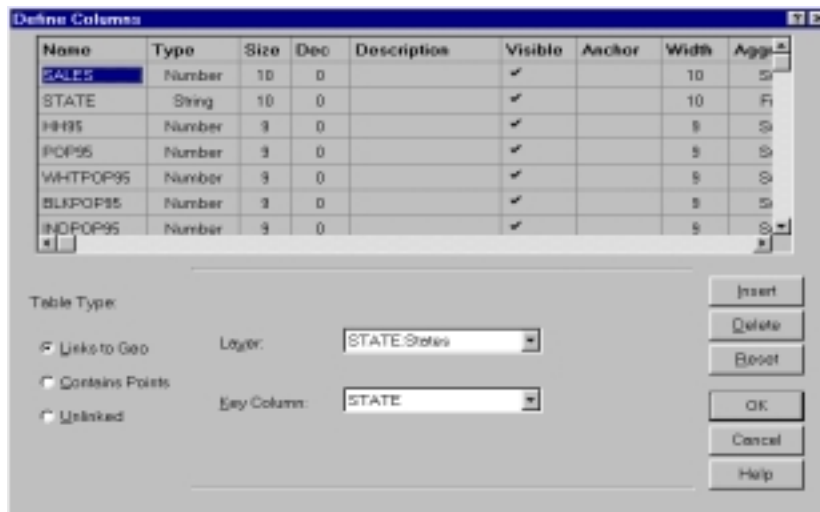 Define Columns
Name Type Size Dec Description Visible Anchor Width Aggr
SALES Number 10 0 10 S
STATE String 10 0 10 Fi
HH95 Number 9 0 9 S
POP95 Number 9 0 9 S
WHTPOP95 Number 9 0 9 S
BLKPOP95 Number 9 0 9 S
INDPOP95 Number 9 0 9 S
Table Type:
Links to Geo
Contains Points
Unlinked
Layer: STATE:States
Key Column: STATE
Insert
Delete
Reset
OK
Cancel
Help